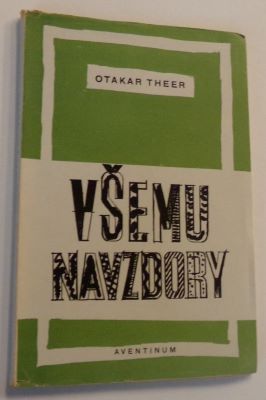 OTAKAR THEER
VŠEMU
NAVZDORY
AVENTINUM